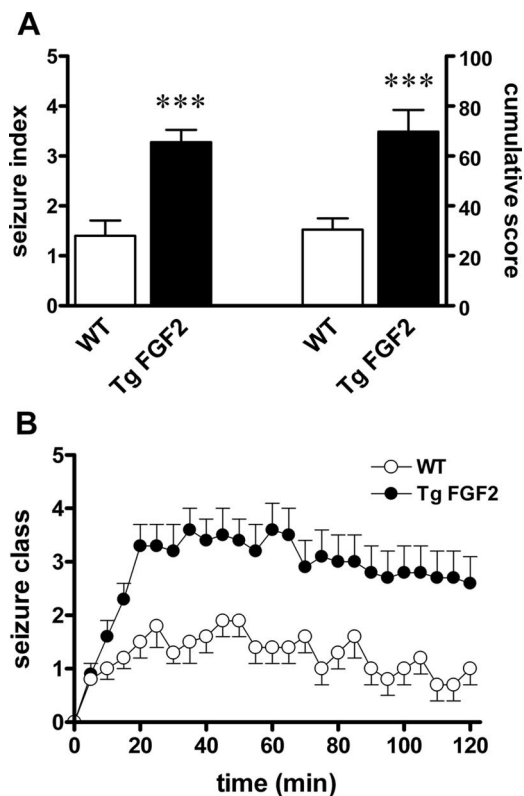 A
5
4
3
2
1
0
seizure index
***
***
100
80
60
40
20
0
cumulative score
WT
Tg FGF2
WT
Tg FGF2
B
5
4
3
2
1
0
seizure class
WT
Tg FGF2
0 20 40 60 80 100 120
time (min)